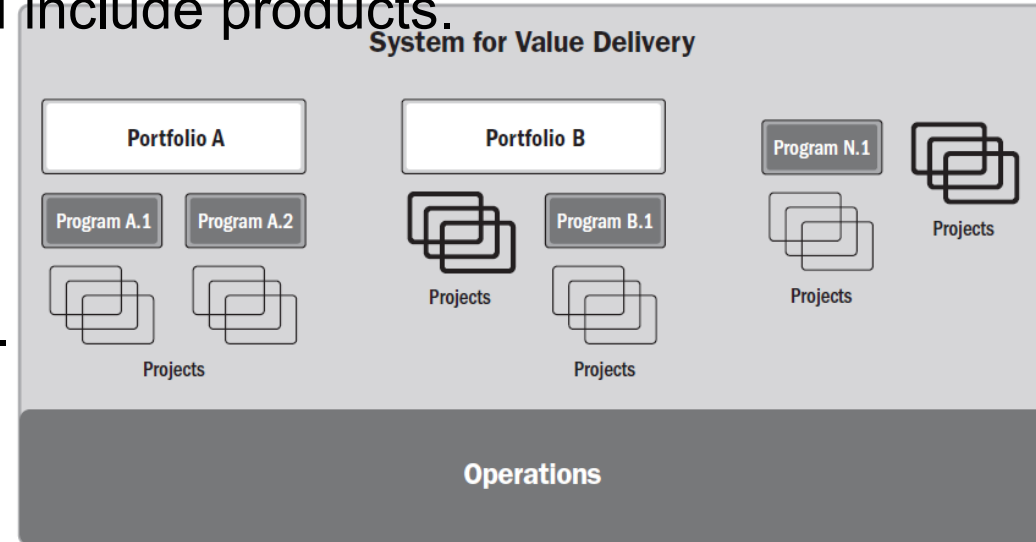 include products.
System for Value Delivery
Portfolio A
Portfolio B
Program N.1
Program A.1
Program A.2
Program B.1
Projects
Projects
Projects
Projects
Projects
Operations